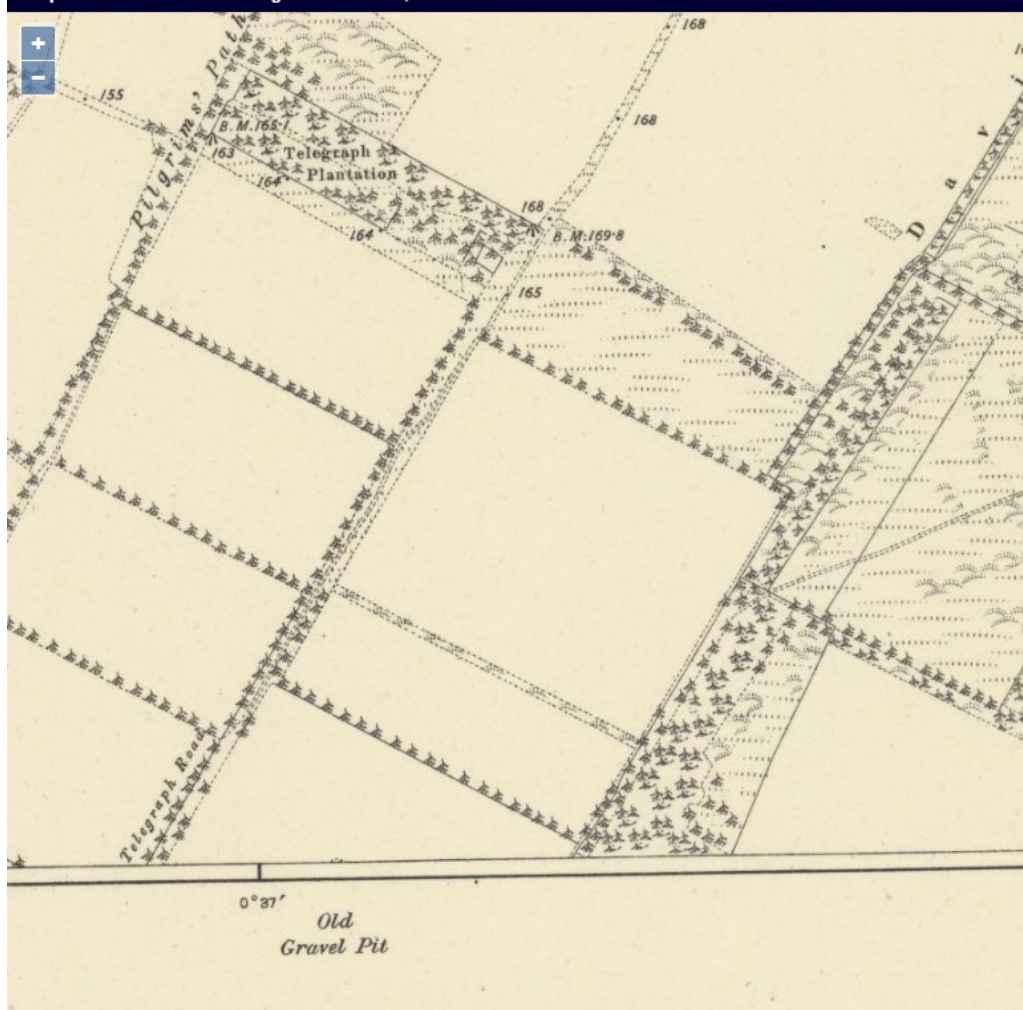 +
−
168
155
168
Pilgrims' Path
B.M.165·1
163
Telegraph
Plantation
164
164
168
B.M.169·8
165
D a v i
Telegraph Road
0°37′
Old
Gravel Pit